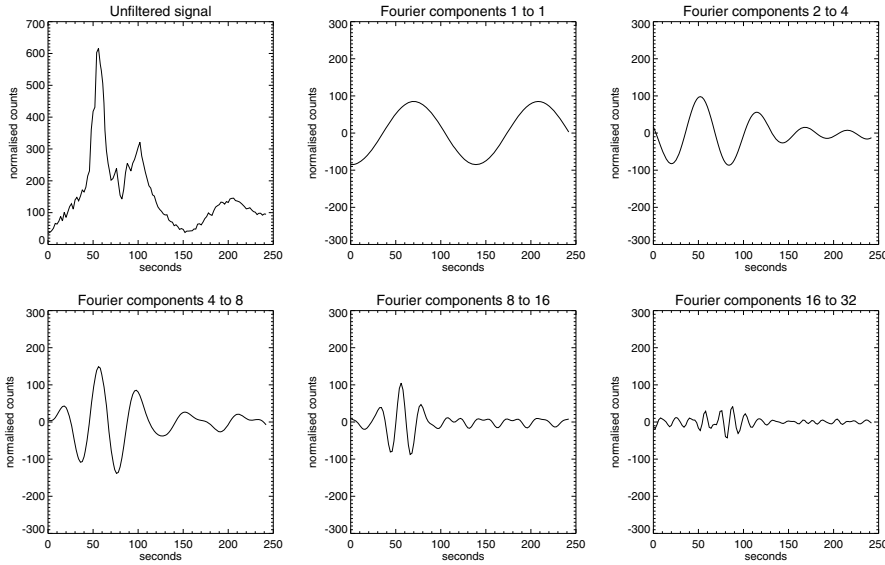 Unfiltered signal
normalised counts
700
600
500
400
300
200
100
0
0 50 100 150 200 250
seconds
Fourier components 1 to 1
normalised counts
300
200
100
0
-100
-200
-300
0 50 100 150 200 250
seconds
Fourier components 2 to 4
normalised counts
300
200
100
0
-100
-200
-300
0 50 100 150 200 250
seconds
Fourier components 4 to 8
normalised counts
300
200
100
0
-100
-200
-300
0 50 100 150 200 250
seconds
Fourier components 8 to 16
normalised counts
300
200
100
0
-100
-200
-300
0 50 100 150 200 250
seconds
Fourier components 16 to 32
normalised counts
300
200
100
0
-100
-200
-300
0 50 100 150 200 250
seconds